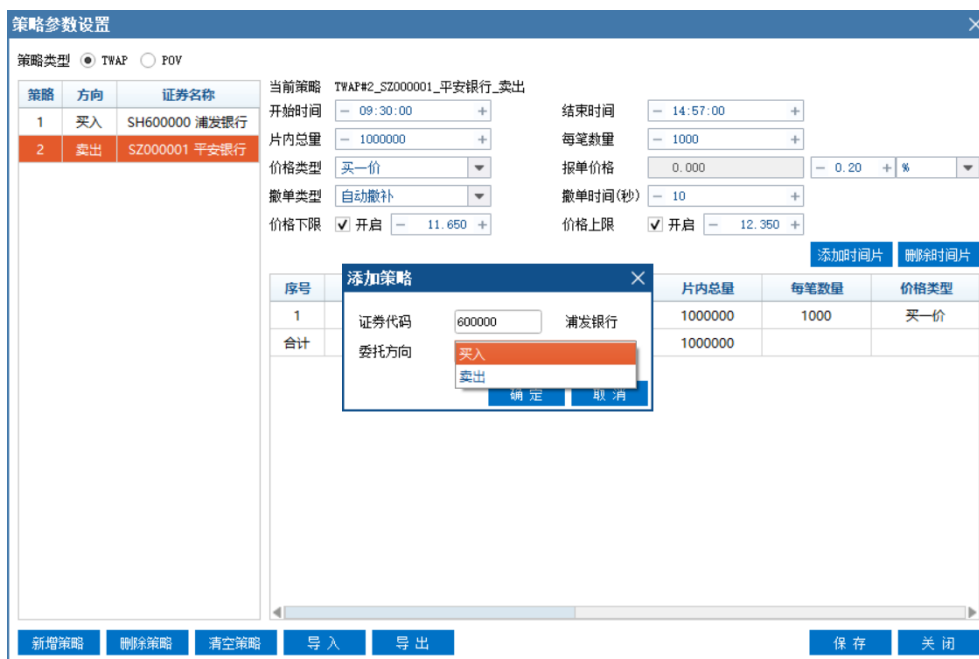 策略参数设置
策略类型 TWAP POV
策略 方向 证券名称
1 买入 SH600000 浦发银行
2 卖出 SZ000001 平安银行
当前策略 TWAP#2_SZ000001_平安银行_卖出
开始时间 － 09:30:00 + 结束时间 － 14:57:00 +
片内总量 － 1000000 + 每笔数量 － 1000 +
价格类型 买一价 报单价格 0.000 － 0.20 + %
撤单类型 自动撤补 撤单时间(秒) － 10 +
价格下限 开启 － 11.650 + 价格上限 开启 － 12.350 +
添加时间片 删除时间片
序号 片内总量 每笔数量 价格类型
1 1000000 1000 买一价
合计 1000000
添加策略
证券代码 600000 浦发银行
委托方向 买入
卖出
确 定 取 消
新增策略 删除策略 清空策略 导 入 导 出 保 存 关 闭